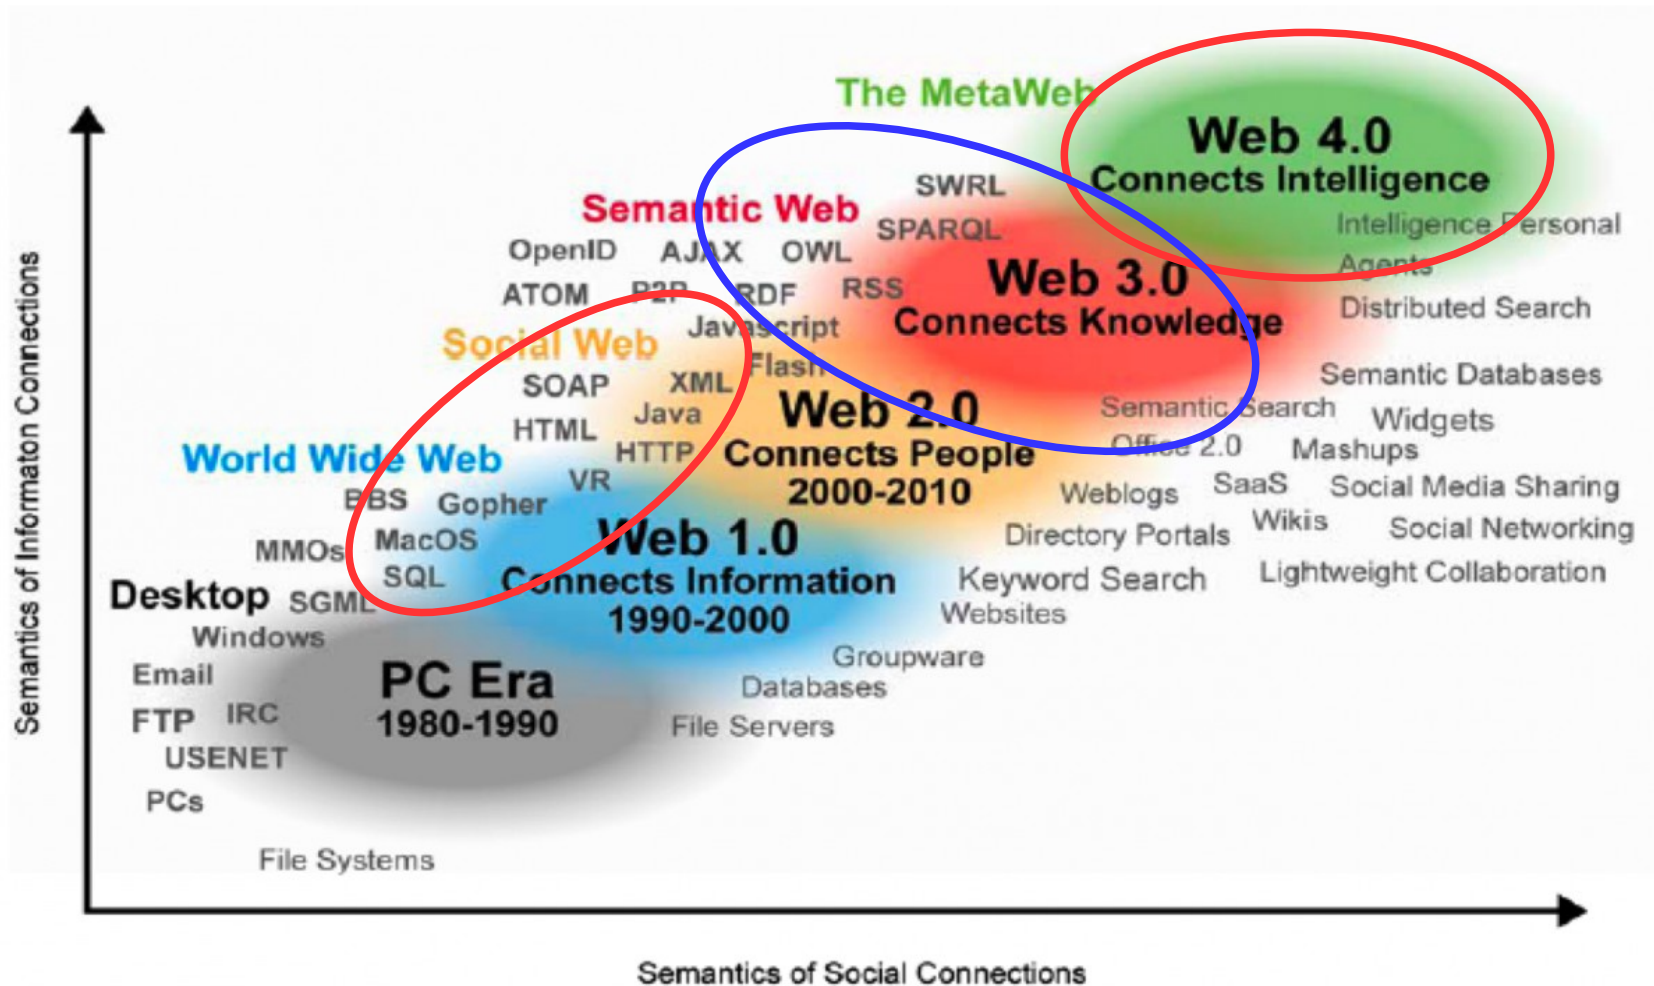 The MetaWeb
Web 4.0
Connects Intelligence
SWRL
Semantic Web
SPARQL
Intelligence Personal
Agents
OpenID AJAX OWL
ATOM P2P RDF RSS
Web 3.0
Connects Knowledge
Distributed Search
Javascript
Social Web
Flash
SOAP XML
Java
HTML
HTTP
Semantic Databases
Semantic Search
Widgets
Office 2.0
Mashups
Web 2.0
Connects People
2000-2010
World Wide Web
VR
BBS Gopher
Weblogs
SaaS
Social Media Sharing
Wikis
Social Networking
Directory Portals
MMOs
MacOS
SQL
Web 1.0
Connects Information
1990-2000
Keyword Search
Lightweight Collaboration
Websites
Desktop
SGML
Windows
Groupware
Email
PC Era
1980-1990
Databases
FTP
IRC
File Servers
USENET
PCs
File Systems
Semantics of Informaton Connections
Semantics of Social Connections